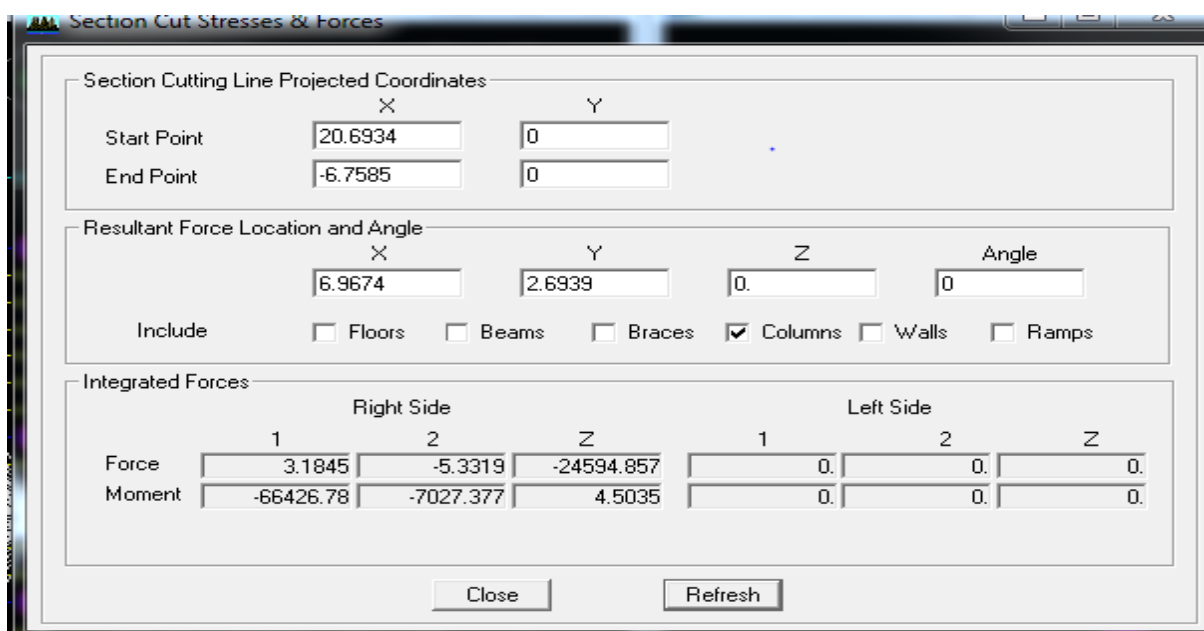 Section Cut Stresses & Forces
Section Cutting Line Projected Coordinates
X Y
Start Point 20.6934 0
End Point -6.7585 0
Resultant Force Location and Angle
X Y Z Angle
6.9674 2.6939 0. 0
Include Floors Beams Braces Columns Walls Ramps
Integrated Forces
Right Side Left Side
1 2 Z 1 2 Z
Force 3.1845 -5.3319 -24594.857 0. 0. 0.
Moment -66426.78 -7027.377 4.5035 0. 0. 0.
Close Refresh